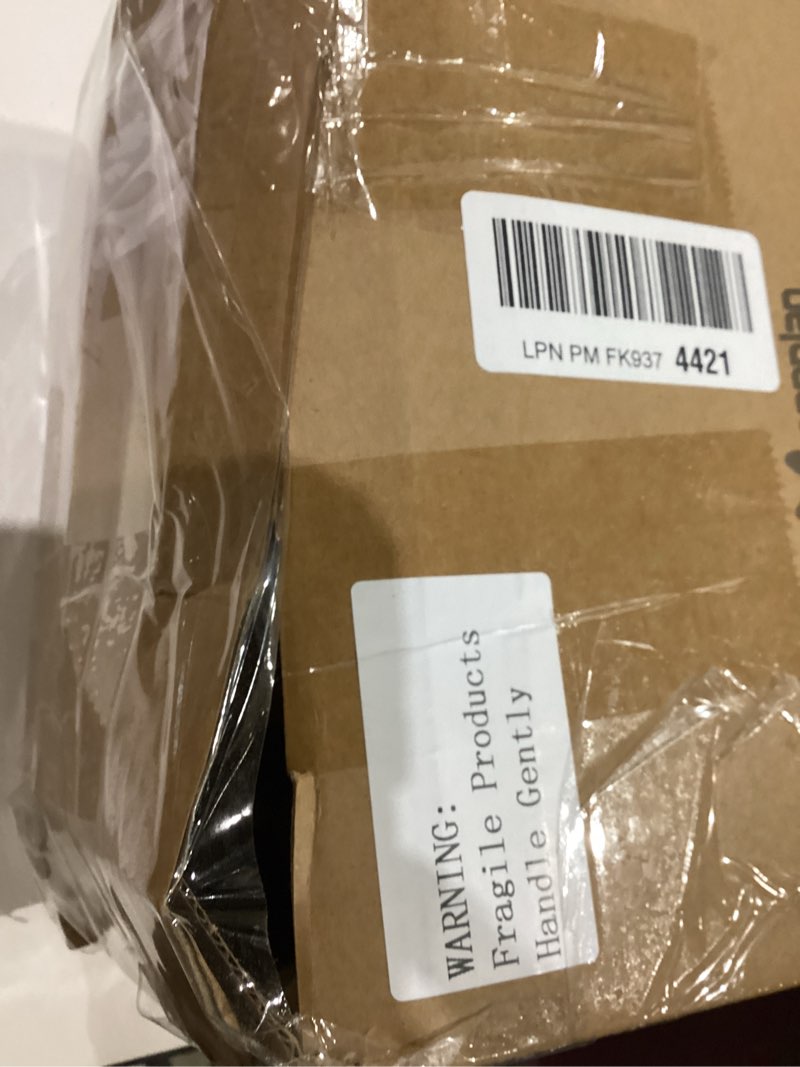 LPN PM FK937 4421
WARNING:
Fragile Products
Handle Gently